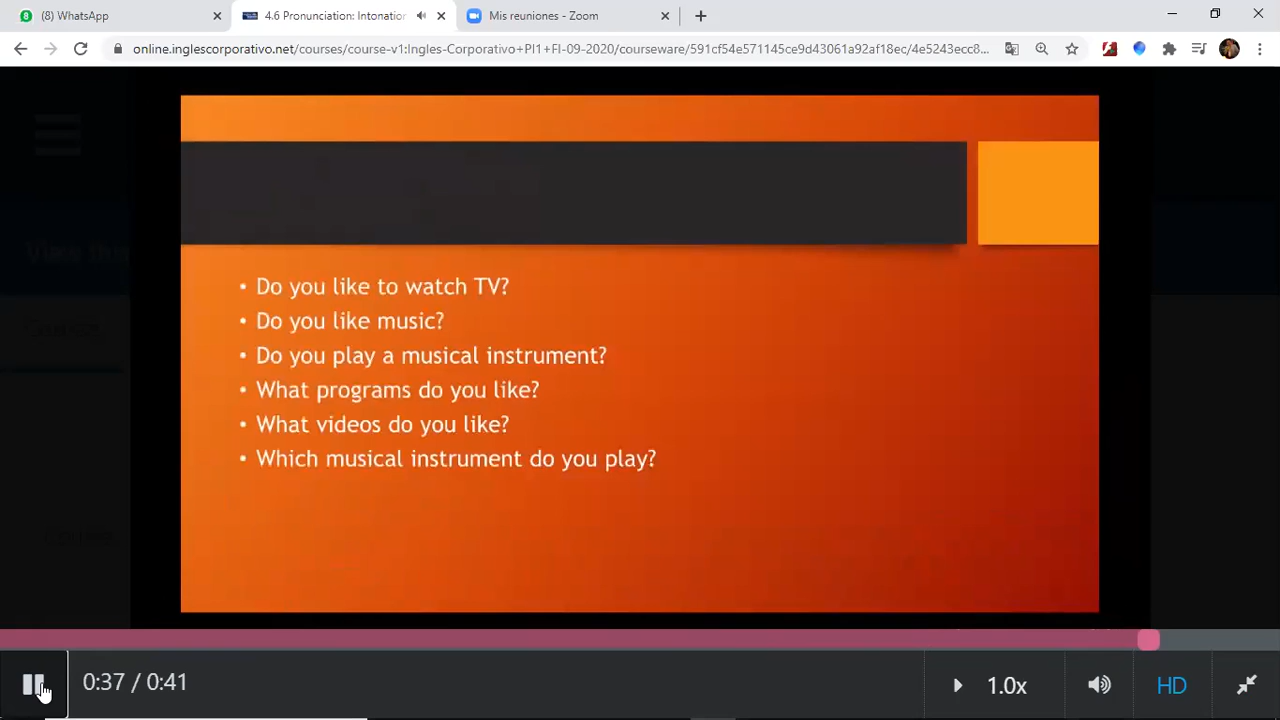 (8) WhatsApp
4.6 Pronunciation: Intonation
Mis reuniones - Zoom
online.inglescorporativo.net/courses/course-v1:Ingles-Corporativo+PI1+FI-09-2020/courseware/591cf54e571145ce9d43061a92af18ec/4e5243ecc8...
• Do you like to watch TV?
• Do you like music?
• Do you play a musical instrument?
• What programs do you like?
• What videos do you like?
• Which musical instrument do you play?
0:37 / 0:41
1.0x
HD